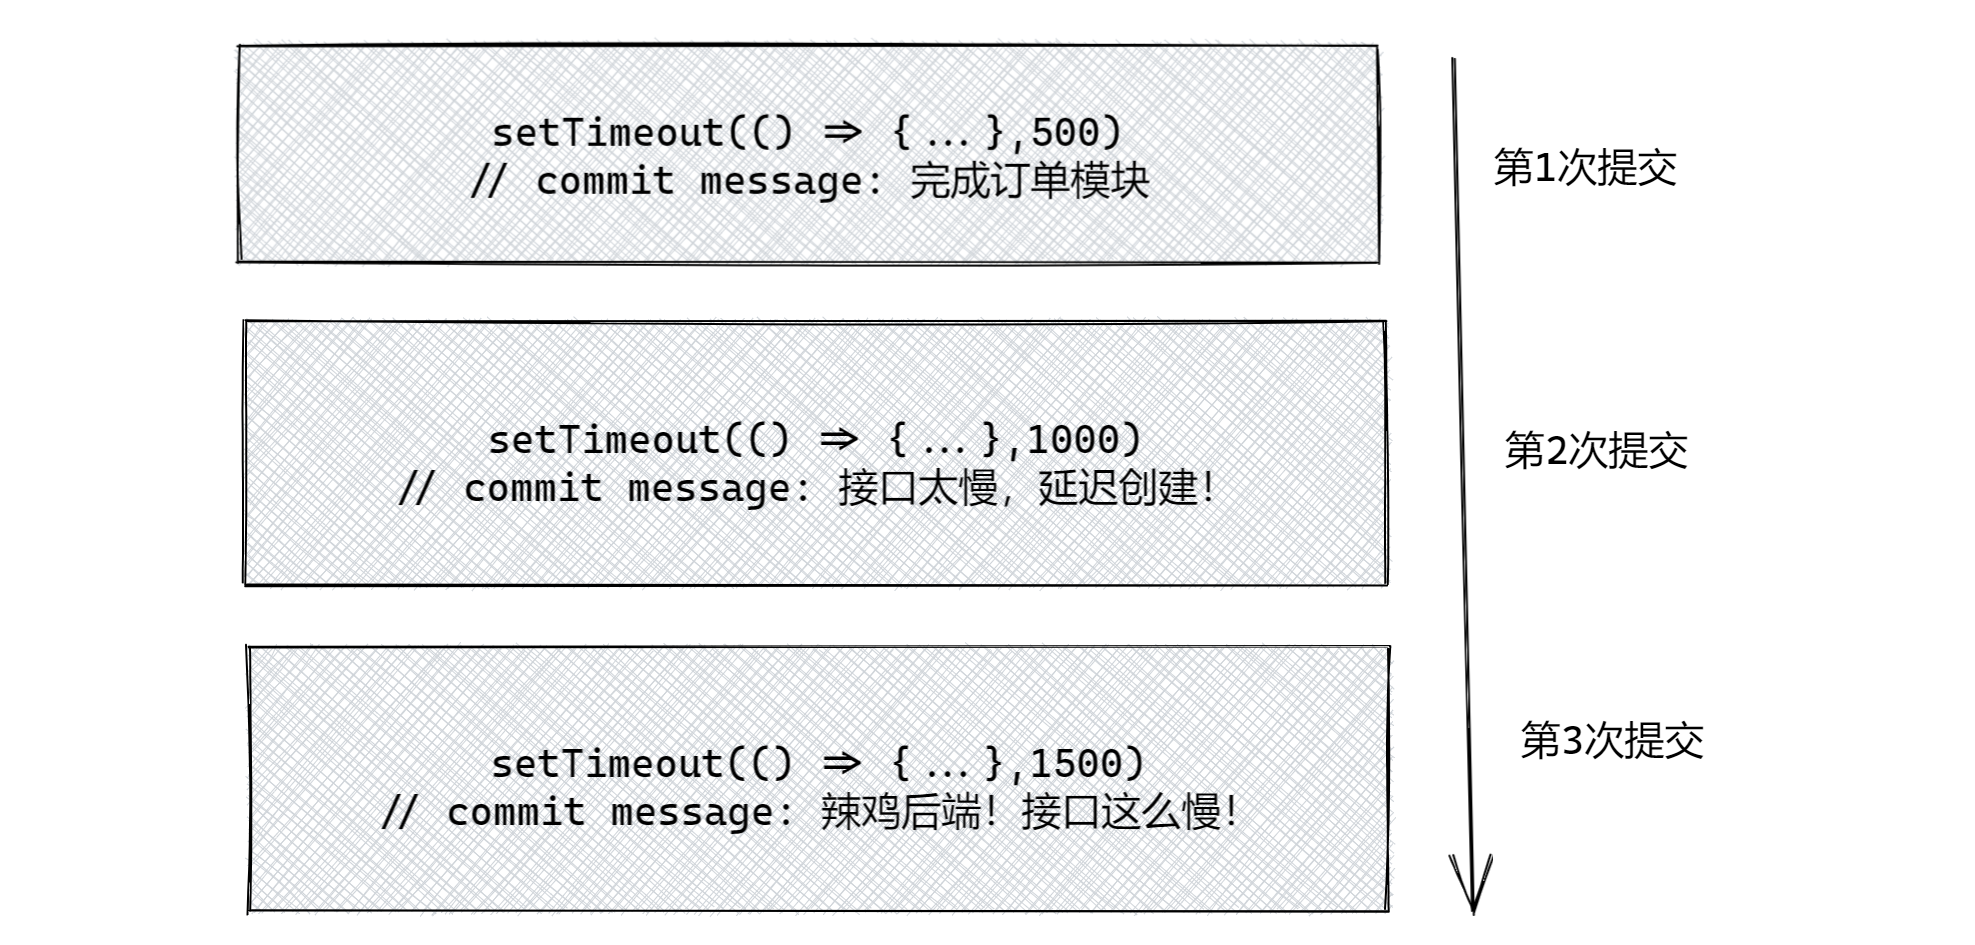 setTimeout(() => {...},500)
// commit message: 完成订单模块
第1次提交
setTimeout(() => {...},1000)
// commit message: 接口太慢，延迟创建！
第2次提交
setTimeout(() => {...},1500)
// commit message: 辣鸡后端！接口这么慢！
第3次提交